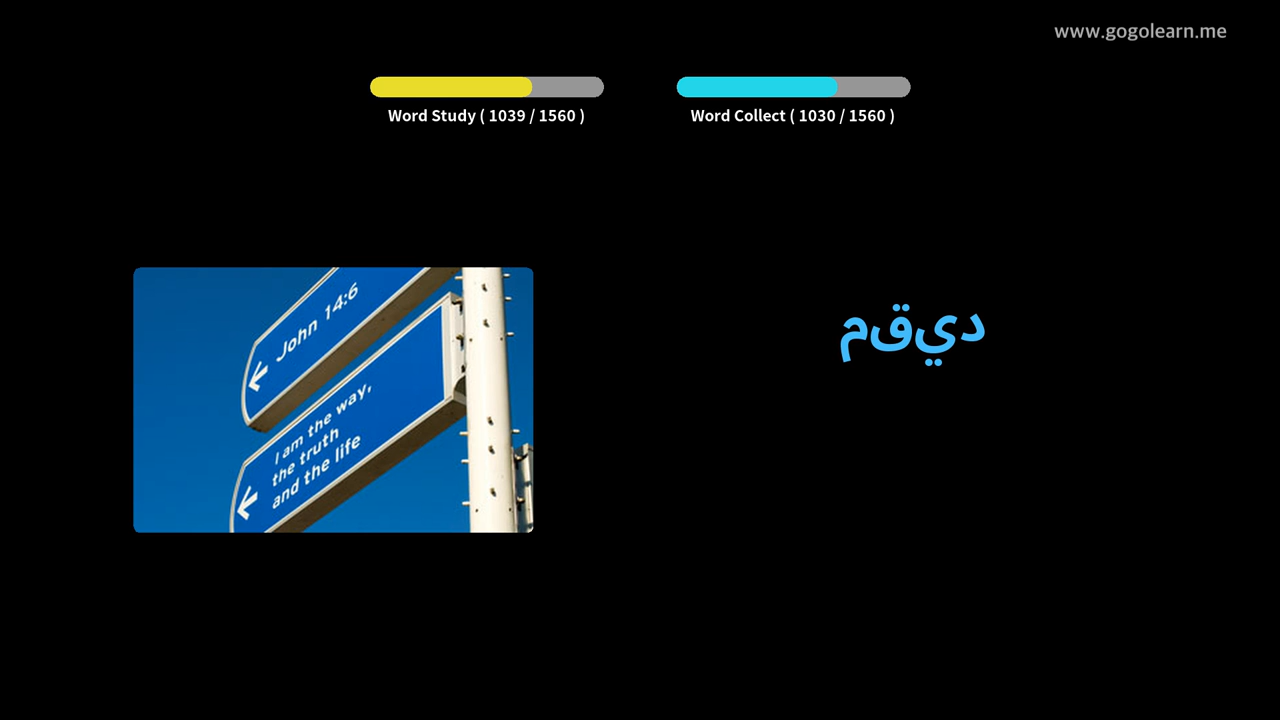 www.gogolearn.me
Word Study ( 1039 / 1560 )
Word Collect ( 1030 / 1560 )
John 14:6
I am the way,
the truth
and the life
ديقم